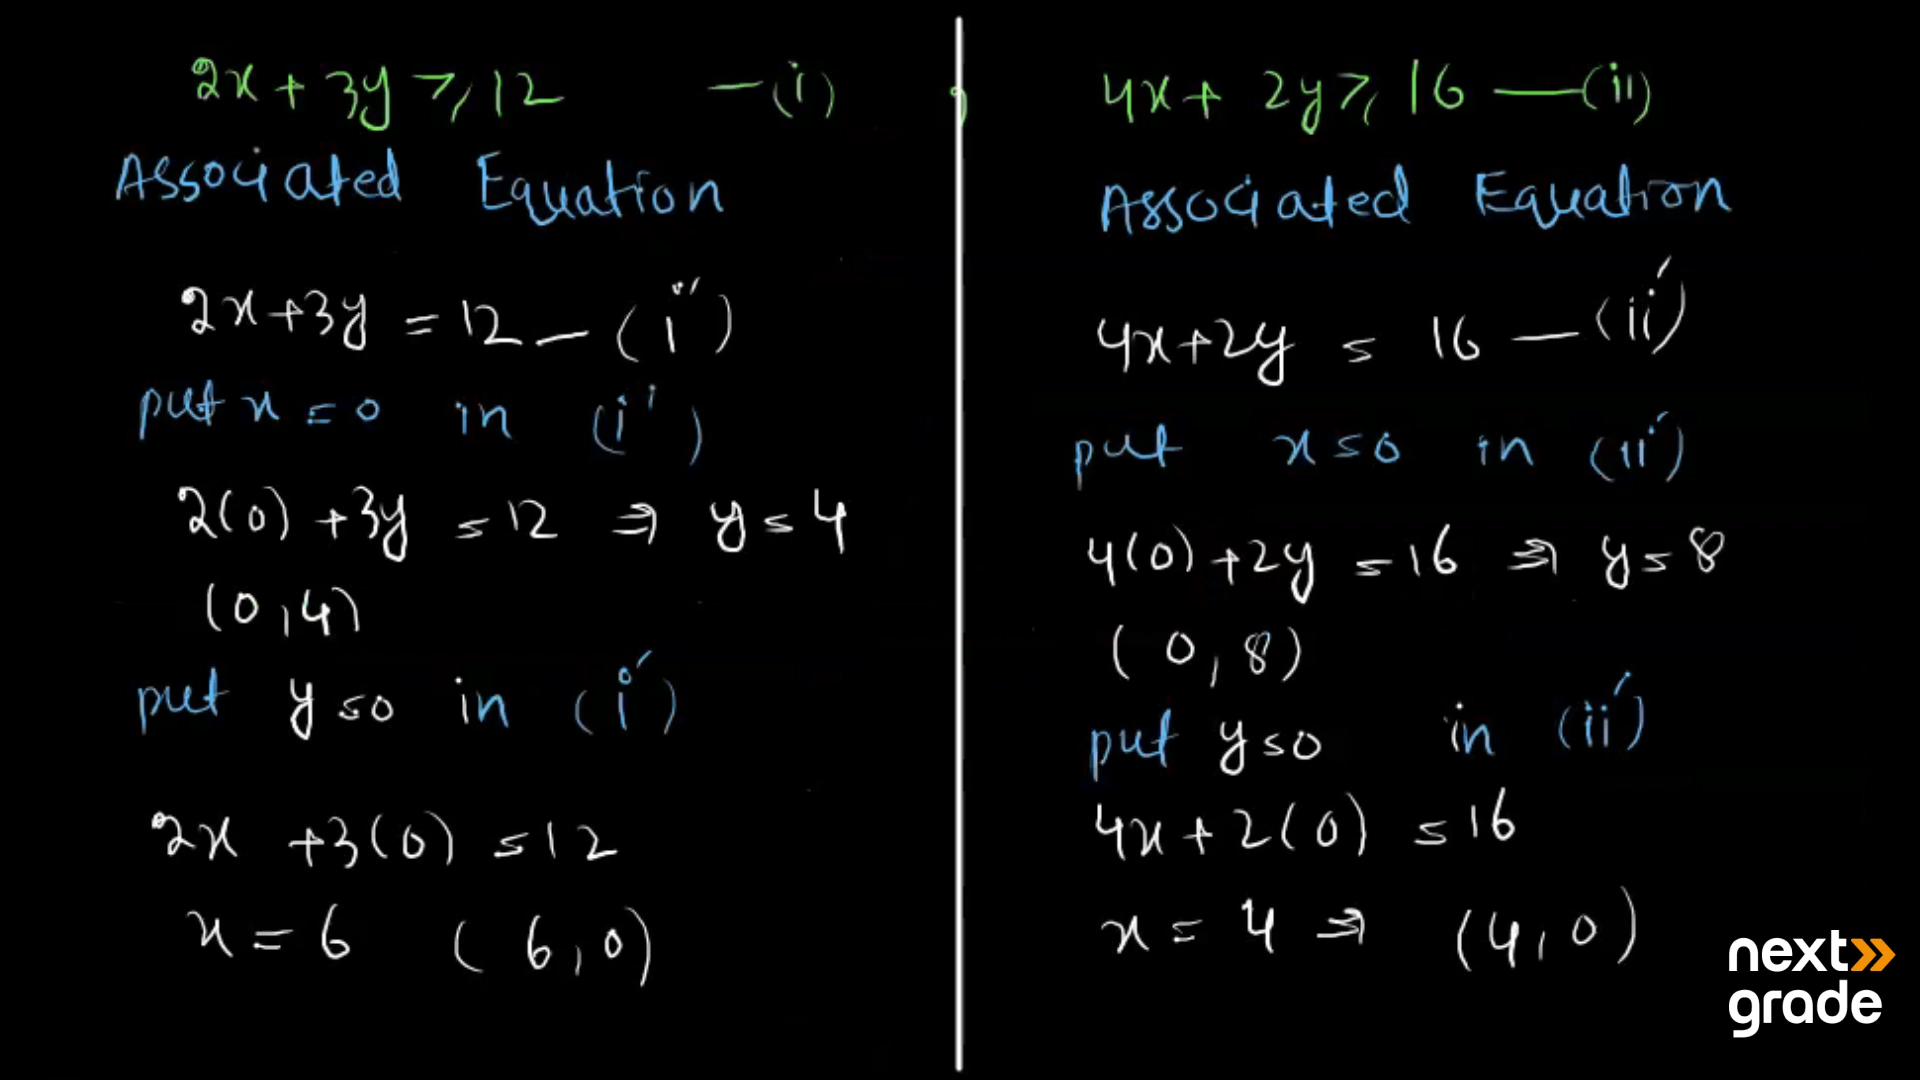 2x + 3y ≥ 12 — (i) ,
Associated Equation
2x+3y = 12 — (i')
put x = 0 in (i')
2(0) + 3y = 12 ⇒ y = 4
(0,4)
put y = 0 in (i')
2x + 3(0) = 12
x = 6 (6,0)
4x + 2y ≥ 16 — (ii)
Associated Equation
4x+2y = 16 — (ii')
put x = 0 in (ii')
4(0) + 2y = 16 ⇒ y = 8
(0,8)
put y = 0 in (ii')
4x + 2(0) = 16
x = 4 ⇒ (4,0)
next
grade